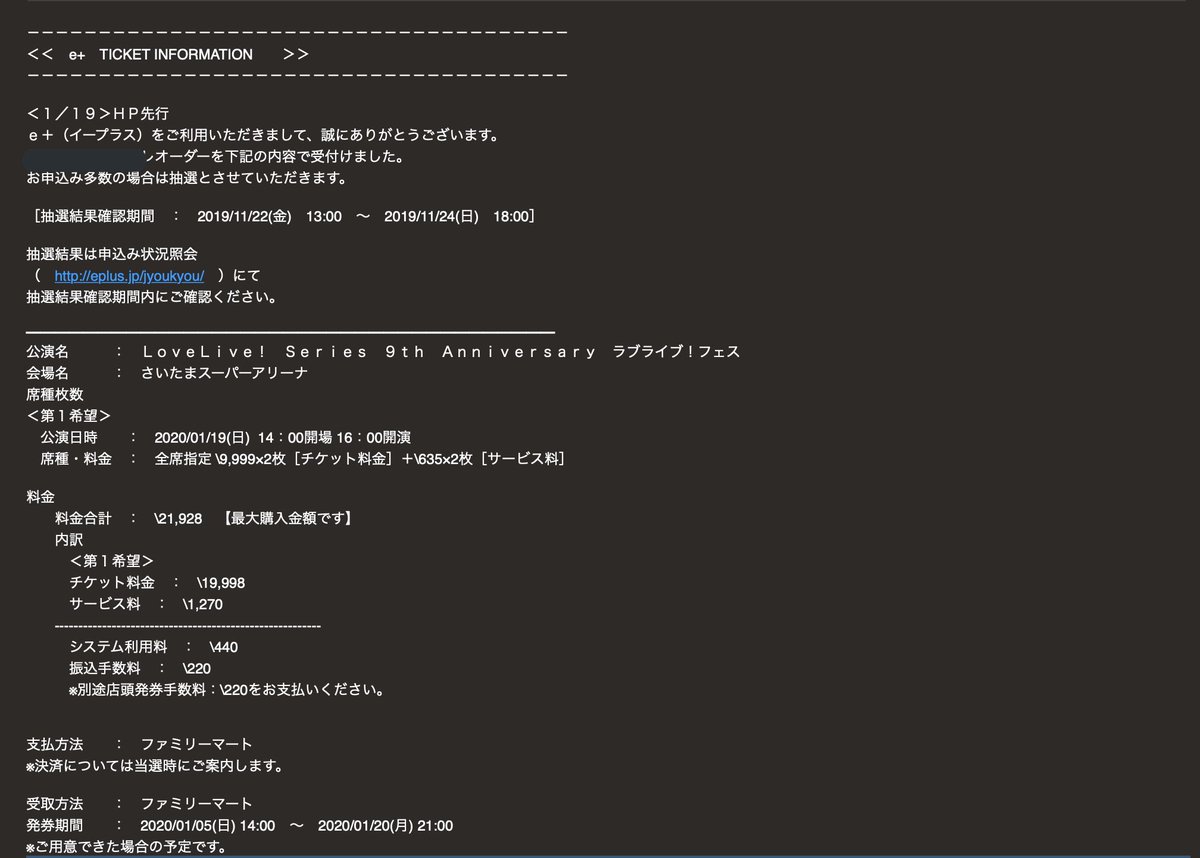 －－－－－－－－－－－－－－－－－－－－－－－－－－－－－－－－－－－－－－
＜＜　e+　TICKET INFORMATION　　＞＞
－－－－－－－－－－－－－－－－－－－－－－－－－－－－－－－－－－－－－－
＜１／１９＞ＨＰ先行
ｅ＋（イープラス）をご利用いただきまして、誠にありがとうございます。
オーダーを下記の内容で受付けました。
お申込み多数の場合は抽選とさせていただきます。
［抽選結果確認期間　：　2019/11/22(金)　13:00　～　2019/11/24(日)　18:00］
抽選結果は申込み状況照会
（　http://eplus.jp/jyoukyou/　）にて
抽選結果確認期間内にご確認ください。
公演名　　　：　ＬｏｖｅＬｉｖｅ！　Ｓｅｒｉｅｓ　９ｔｈ　Ａｎｎｉｖｅｒｓａｒｙ　ラブライブ！フェス
会場名　　　：　さいたまスーパーアリーナ
席種枚数
＜第１希望＞
公演日時　　：　2020/01/19(日)　14：00開場 16：00開演
席種・料金　：　全席指定 \9,999×2枚［チケット料金］＋\635×2枚［サービス料］
料金
料金合計　：　\21,928　【最大購入金額です】
内訳
＜第１希望＞
チケット料金　：　\19,998
サービス料　：　\1,270
---------------------------------------------------------
システム利用料　：　\440
振込手数料　：　\220
※別途店頭発券手数料：\220をお支払いください。
支払方法　　：　ファミリーマート
※決済については当選時にご案内します。
受取方法　　：　ファミリーマート
発券期間　　：　2020/01/05(日) 14:00　～　2020/01/20(月) 21:00
※ご用意できた場合の予定です。